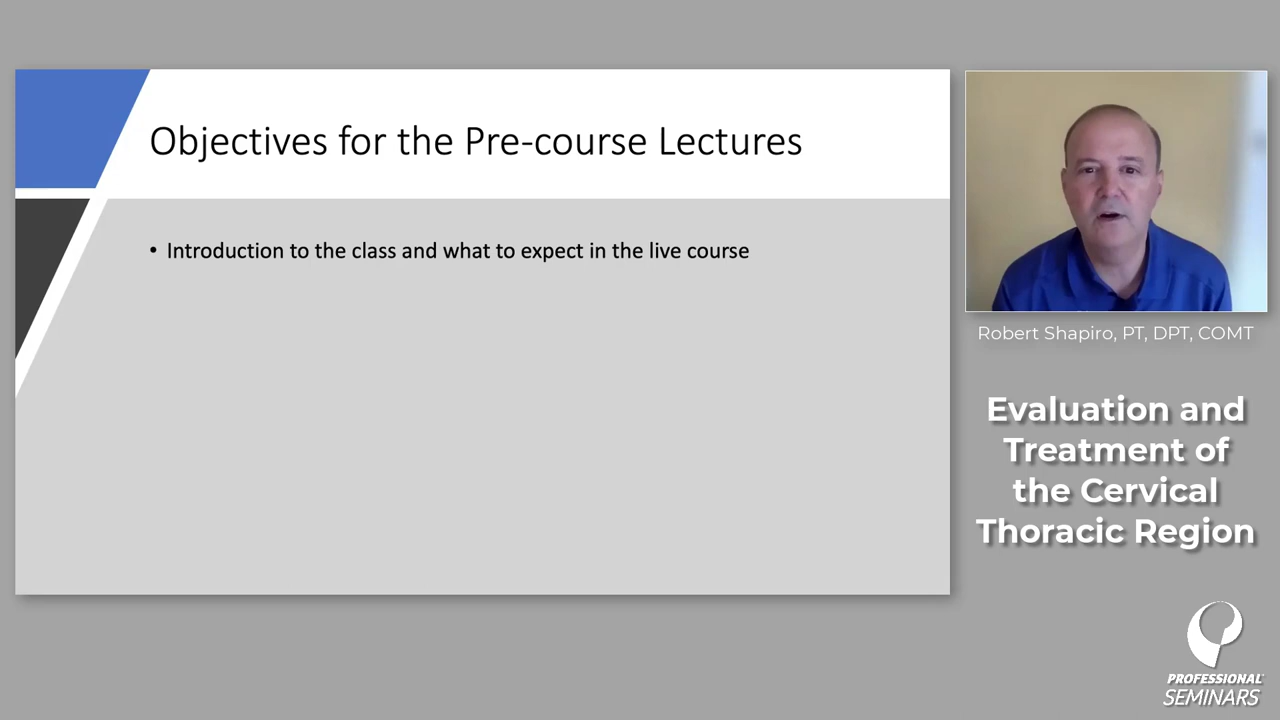 Objectives for the Pre-course Lectures
• Introduction to the class and what to expect in the live course
Robert Shapiro, PT, DPT, COMT
Evaluation and
Treatment of
the Cervical
Thoracic Region
PROFESSIONAL
SEMINARS